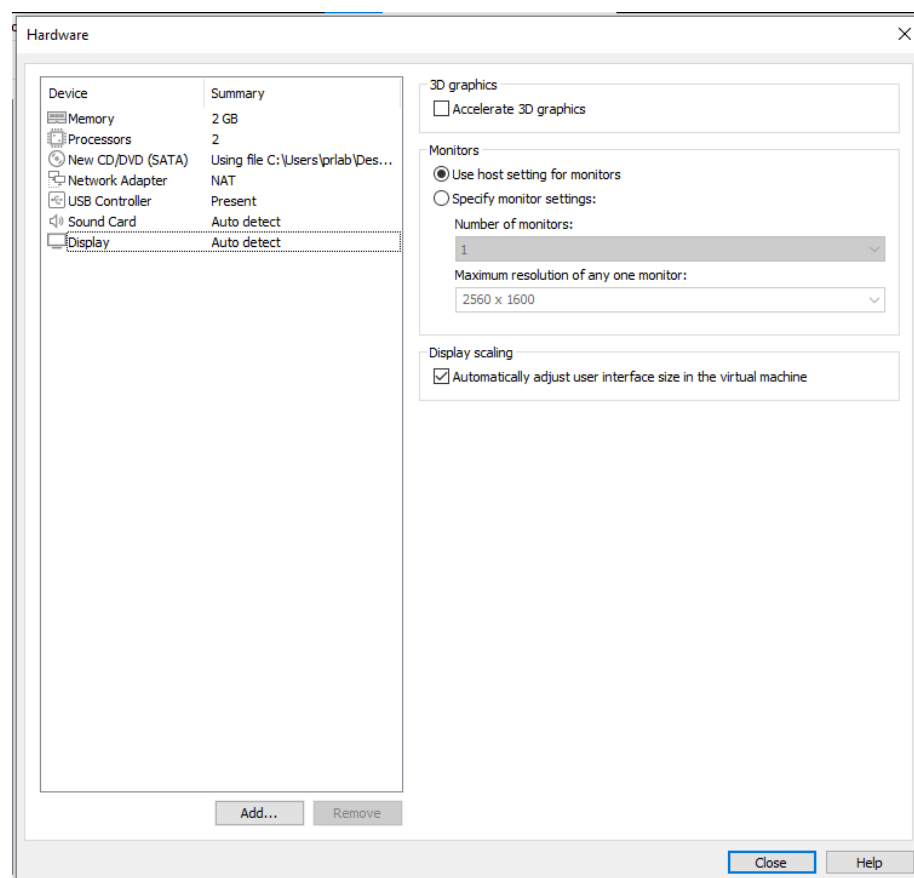 Hardware
Device Summary
Memory 2 GB
Processors 2
New CD/DVD (SATA) Using file C:\Users\prlab\Des...
Network Adapter NAT
USB Controller Present
Sound Card Auto detect
Display Auto detect
Add... Remove
3D graphics
Accelerate 3D graphics
Monitors
Use host setting for monitors
Specify monitor settings:
Number of monitors:
1
Maximum resolution of any one monitor:
2560 x 1600
Display scaling
Automatically adjust user interface size in the virtual machine
Close Help